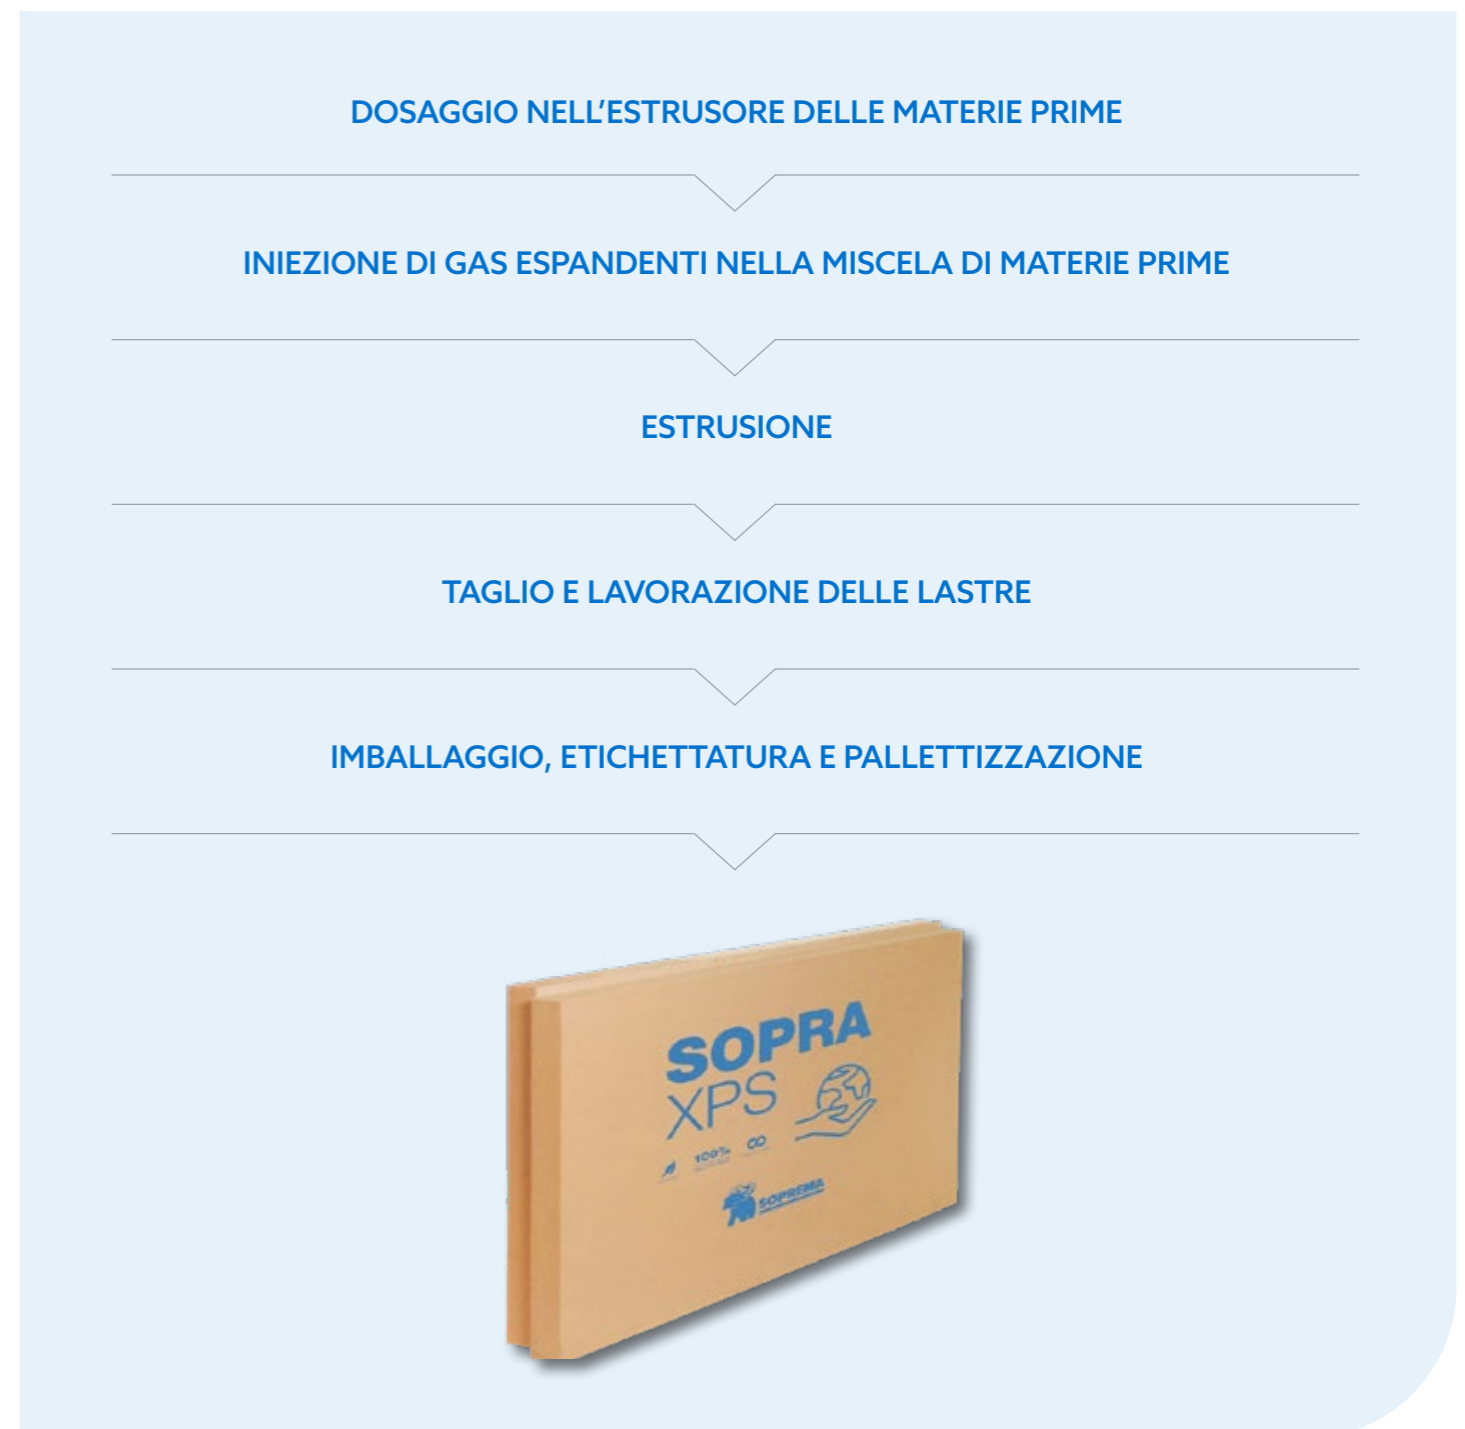 DOSAGGIO NELL’ESTRUSORE DELLE MATERIE PRIME
INIEZIONE DI GAS ESPANDENTI NELLA MISCELA DI MATERIE PRIME
ESTRUSIONE
TAGLIO E LAVORAZIONE DELLE LASTRE
IMBALLAGGIO, ETICHETTATURA E PALLETTIZZAZIONE
SOPRA
XPS
100%
SOPREMA